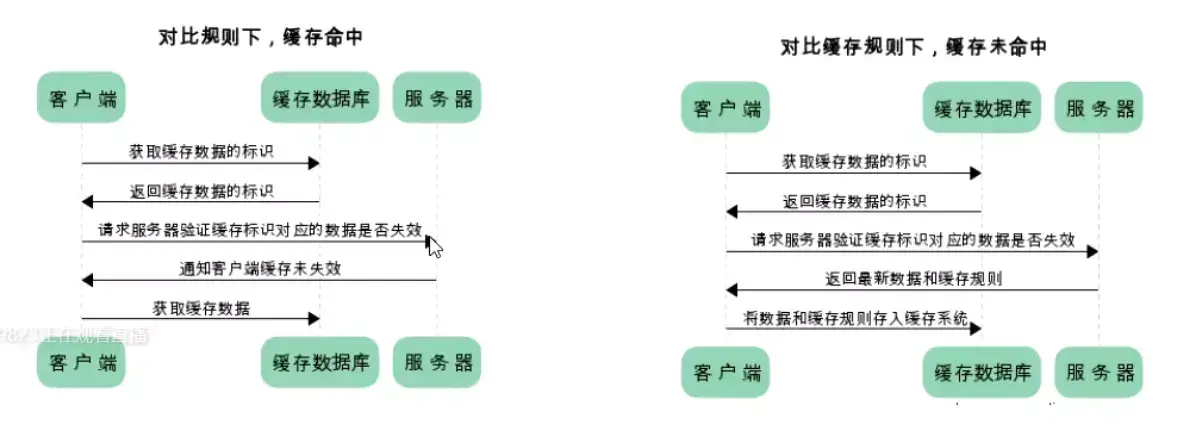 对比规则下，缓存命中
客户端
缓存数据库
服务器
获取缓存数据的标识
返回缓存数据的标识
请求服务器验证缓存标识对应的数据是否失效
通知客户端缓存未失效
获取缓存数据
正在观看直播
客户端
缓存数据库
服务器
对比缓存规则下，缓存未命中
客户端
缓存数据库
服务器
获取缓存数据的标识
返回缓存数据的标识
请求服务器验证缓存标识对应的数据是否失效
返回最新数据和缓存规则
将数据和缓存规则存入缓存系统
客户端
缓存数据库
服务器